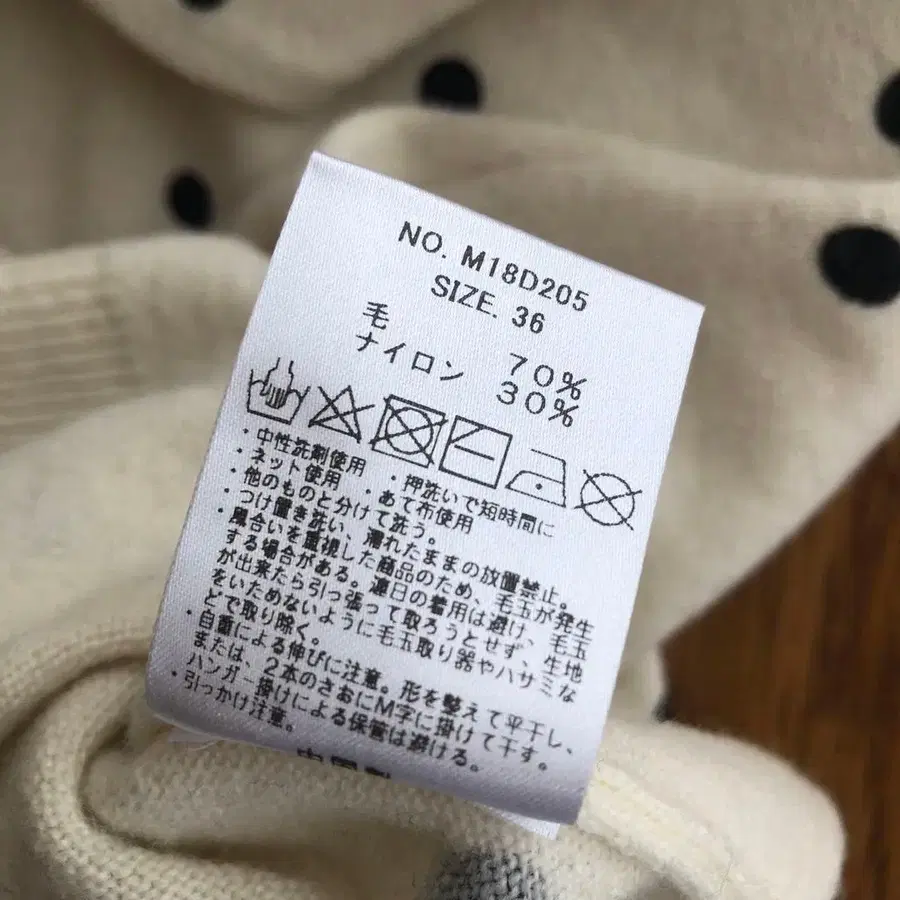 NO. M18D205
SIZE. 36
毛 70%
ナイロン 30%
・中性洗剤使用 ・押洗いで短時間に
・ネット使用 ・あて布使用
・他のものと分けて洗う。
・つけ置き洗い、濡れたままの放置禁止。
・風合いを重視した商品のため、毛玉が発生
する場合がある。連日の着用は避け、毛玉
が出来たら引っ張って取ろうとせず、生地
をいためないように毛玉取り器やハサミな
どで取り除く。
・自重による伸びに注意。形を整えて平干し、
または、2本のさおにM字に掛けて干す。
・ハンガー掛けによる保管は避ける。
・引っかけ注意。
中国製